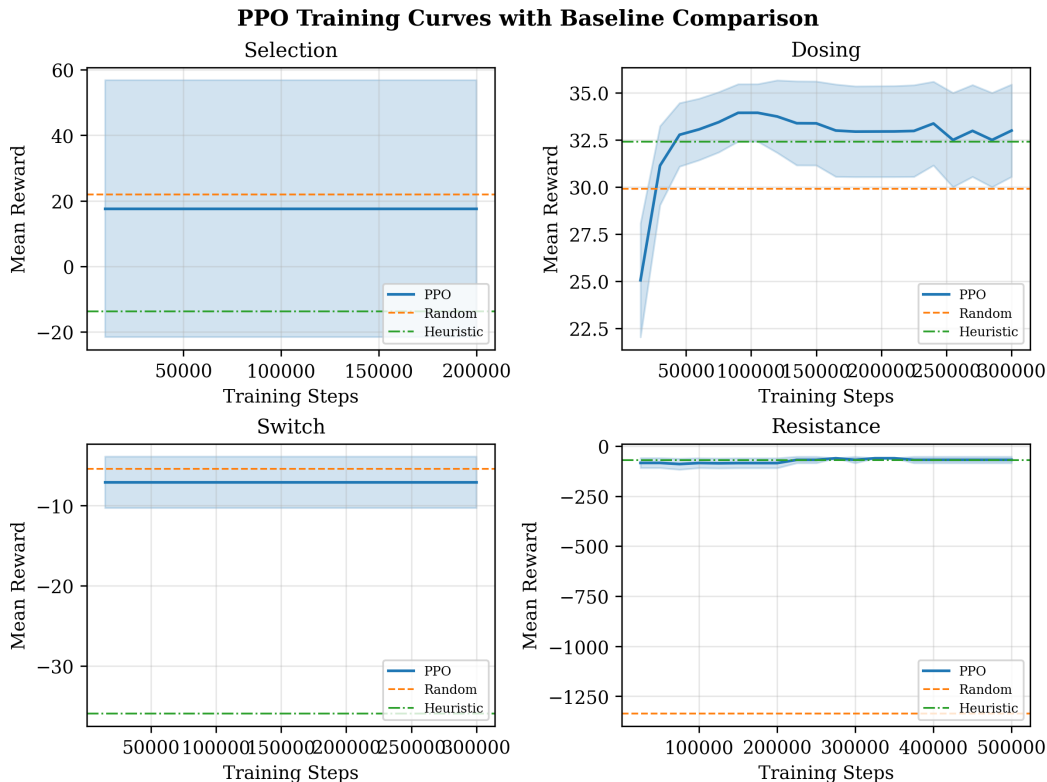 PPO Training Curves with Baseline Comparison
Selection
Mean Reward
60
40
20
0
−20
PPO
Random
Heuristic
50000 100000 150000 200000
Training Steps
Dosing
Mean Reward
35.0
32.5
30.0
27.5
25.0
22.5
PPO
Random
Heuristic
50000 100000 150000 200000 250000 300000
Training Steps
Switch
Mean Reward
−10
−20
−30
PPO
Random
Heuristic
50000 100000 150000 200000 250000 300000
Training Steps
Resistance
Mean Reward
0
−250
−500
−750
−1000
−1250
PPO
Random
Heuristic
100000 200000 300000 400000 500000
Training Steps